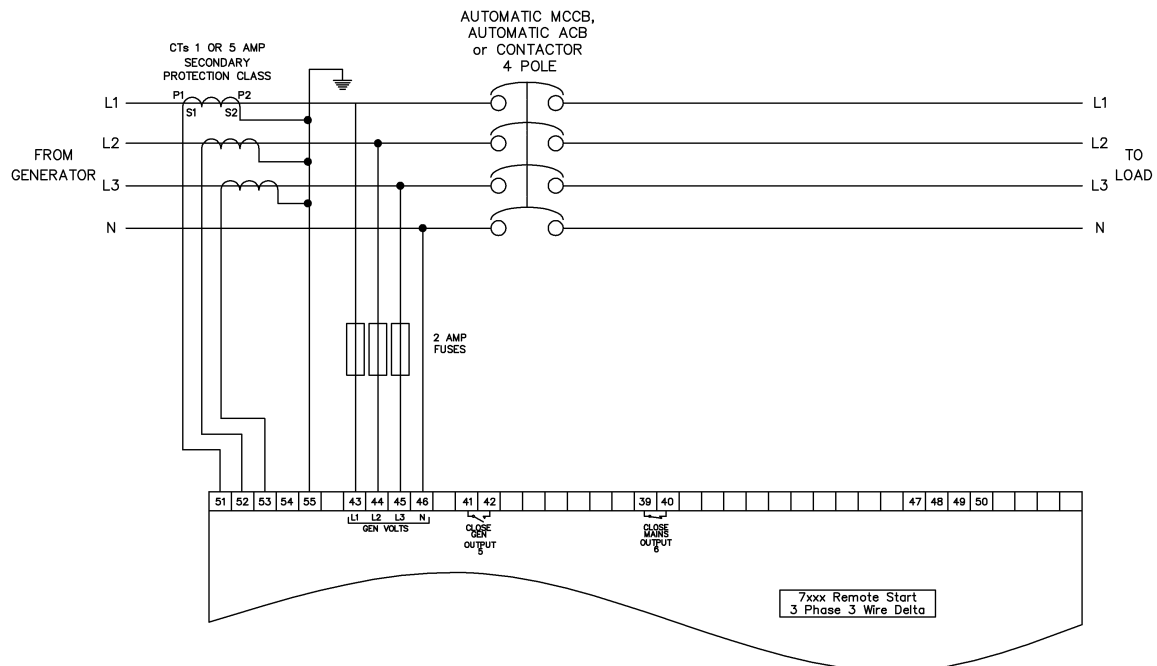 AUTOMATIC MCCB,
AUTOMATIC ACB
or CONTACTOR
4 POLE
CTs 1 OR 5 AMP
SECONDARY
PROTECTION CLASS
P1 P2
S1 S2
L1
L2
L3
N
FROM
GENERATOR
L1
L2
L3
N
TO
LOAD
2 AMP
FUSES
51 52 53 54 55 43 44 45 46 41 42 39 40 47 48 49 50
L1 L2 L3 N
GEN VOLTS
CLOSE
GEN
OUTPUT
5
CLOSE
MAINS
OUTPUT
6
7xxx Remote Start
3 Phase 3 Wire Delta